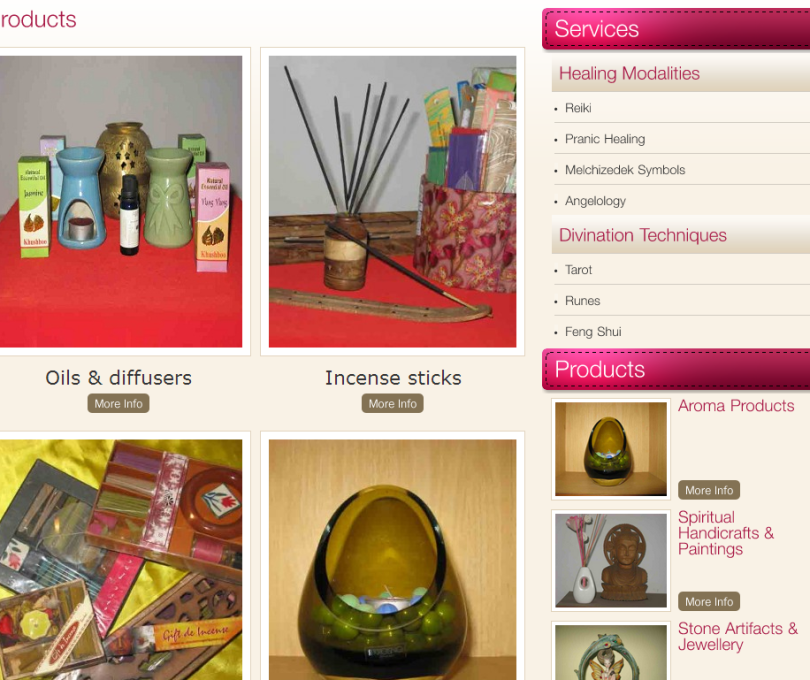 roducts
Oils & diffusers
More Info
Incense sticks
More Info
Natural
Essential Oil
Jasmine
Khushboo
Natural
Essential Oil
Ylang Ylang
Khushboo
Gift de Incense
Services
Healing Modalities
• Reiki
• Pranic Healing
• Melchizedek Symbols
• Angelology
Divination Techniques
• Tarot
• Runes
• Feng Shui
Products
Aroma Products
More Info
Spiritual
Handicrafts &
Paintings
More Info
Stone Artifacts &
Jewellery